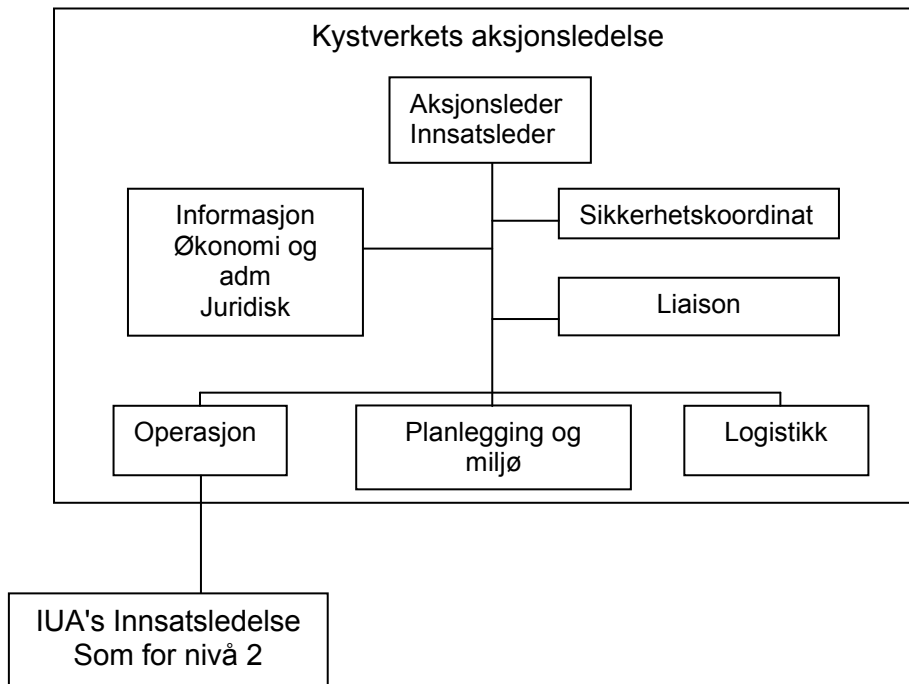 Kystverkets aksjonsledelse
Aksjonsleder
Innsatsleder
Informasjon
Økonomi og
adm
Juridisk
Sikkerhetskoordinat
Liaison
Operasjon
Planlegging og
miljø
Logistikk
IUA's Innsatsledelse
Som for nivå 2